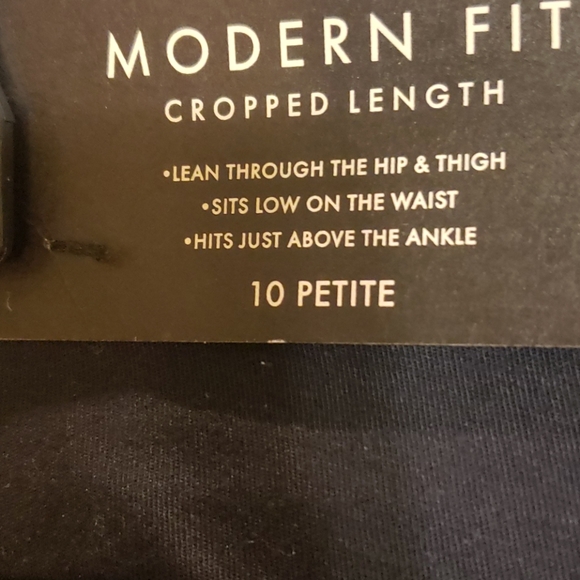 MODERN FIT
CROPPED LENGTH
•LEAN THROUGH THE HIP & THIGH
•SITS LOW ON THE WAIST
•HITS JUST ABOVE THE ANKLE
10 PETITE